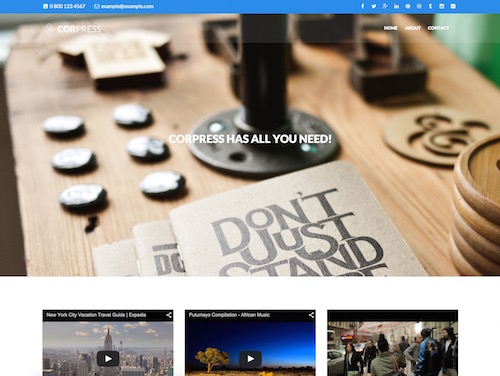 0 800 123 4567 example@example.com
CORPRESS
HOME ABOUT CONTACT
CORPRESS HAS ALL YOU NEED!
DON'T
JUST
STAND
DO
New York City Vacation Travel Guide | Expedia
Putumayo Compilation - African Music